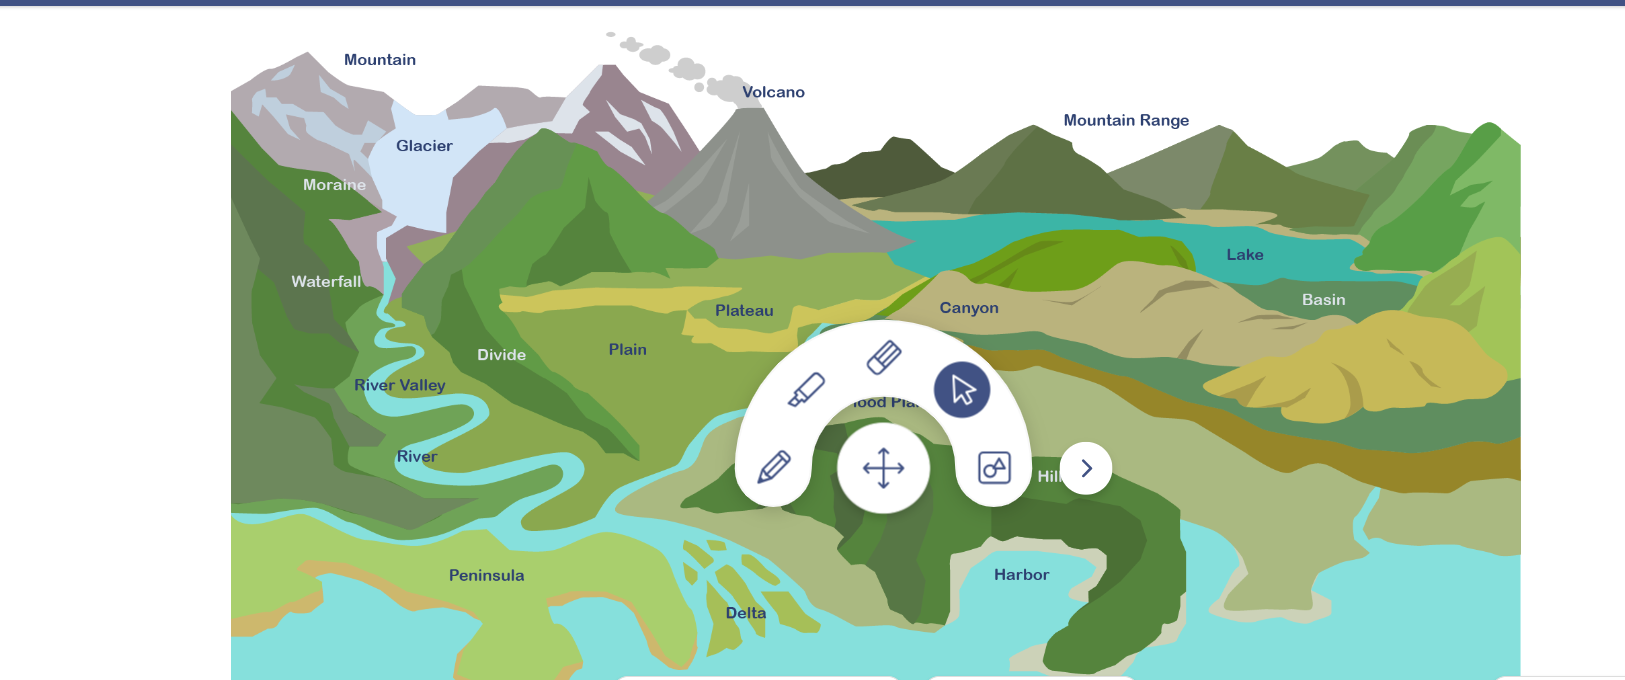 Mountain
Volcano
Mountain Range
Glacier
Moraine
Lake
Waterfall
Basin
Canyon
Plateau
Plain
Divide
River Valley
River
Peninsula
Harbor
Delta